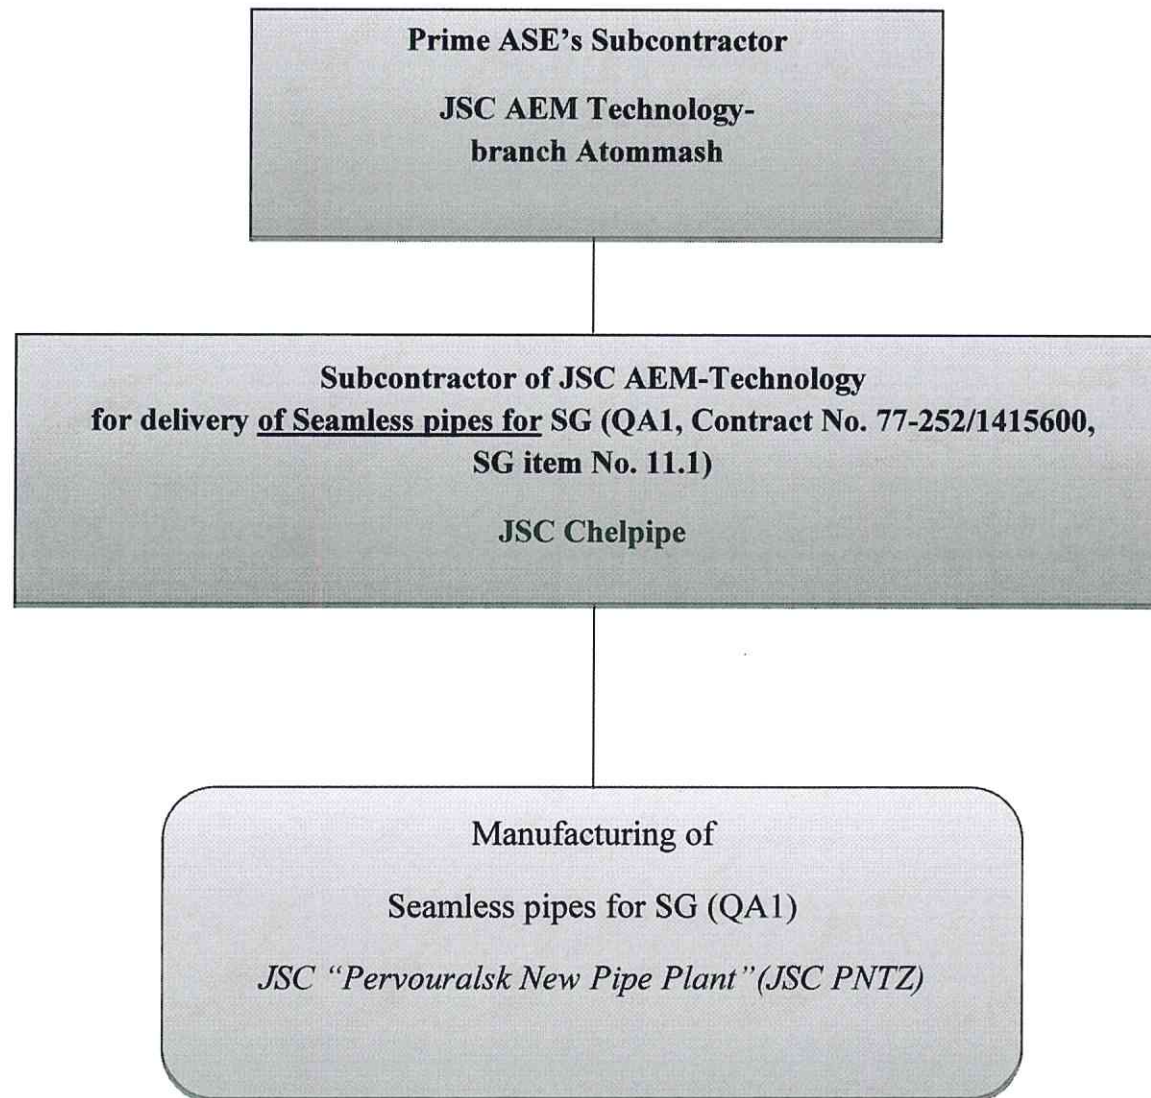 Prime ASE's Subcontractor
JSC AEM Technology-
branch Atommash
Subcontractor of JSC AEM-Technology
for delivery of Seamless pipes for SG (QA1, Contract No. 77-252/1415600,
SG item No. 11.1)
JSC Chelpipe
Manufacturing of
Seamless pipes for SG (QA1)
JSC “Pervouralsk New Pipe Plant”(JSC PNTZ)